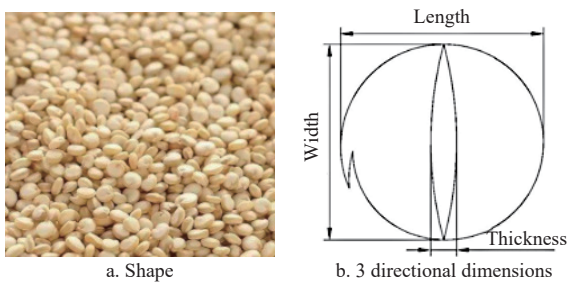 Length
Width
Thickness
a. Shape
b. 3 directional dimensions